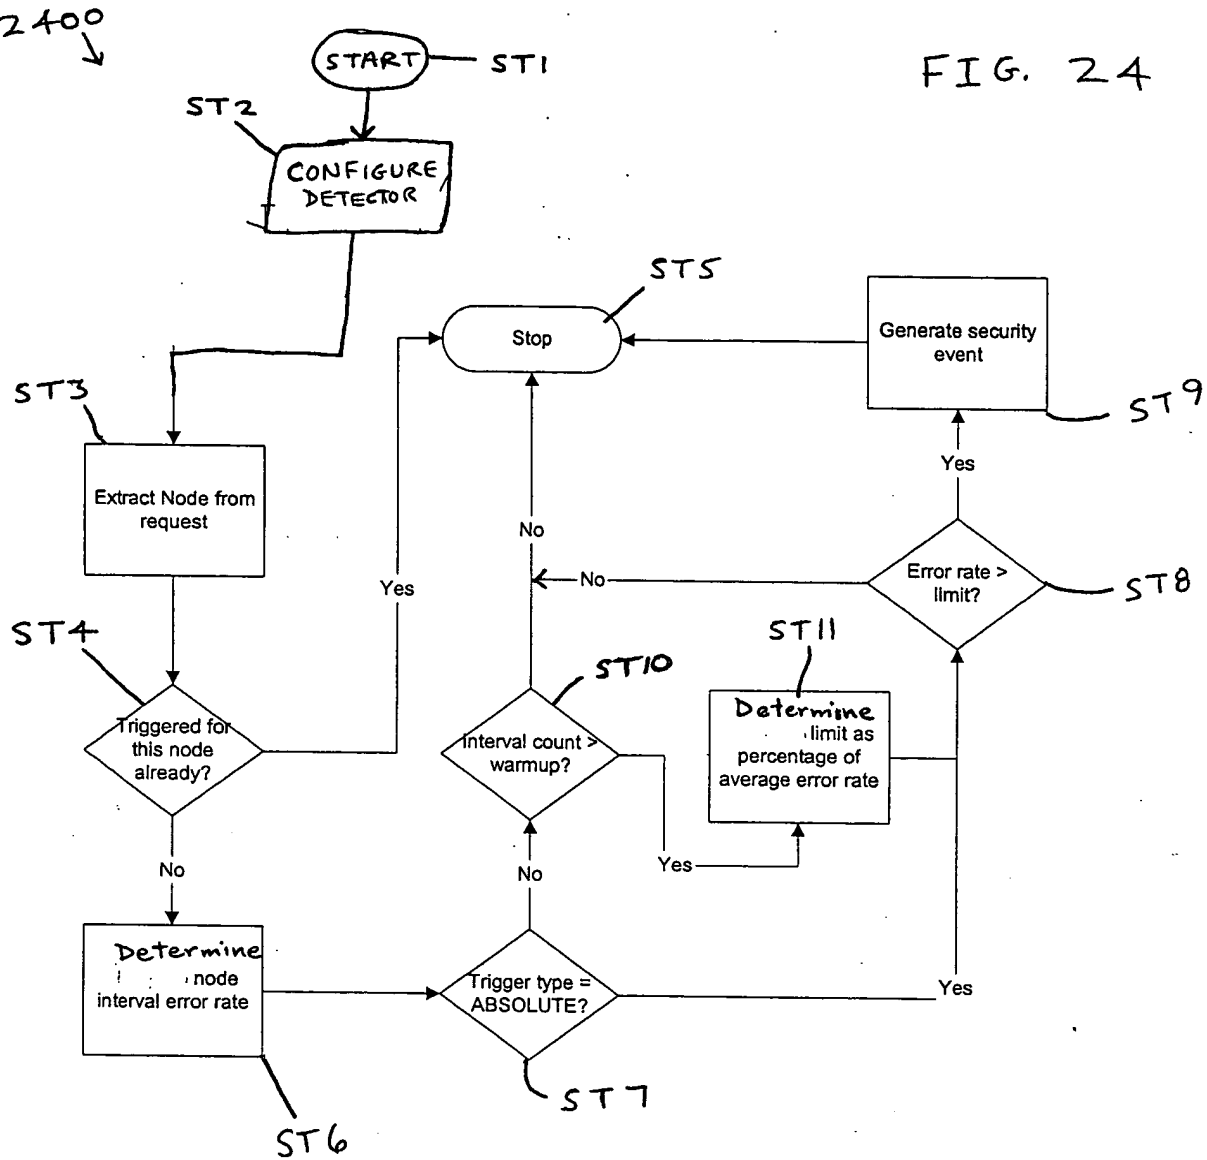 2400
START
ST1
FIG. 24
ST2
CONFIGURE
DETECTOR
ST5
Stop
Generate security
event
ST9
ST3
Extract Node from
request
Yes
No
Yes
No
Error rate >
limit?
ST8
ST4
Triggered for
this node
already?
ST10
Interval count >
warmup?
ST11
Determine
limit as
percentage of
average error rate
No
No
Yes
Determine
node
interval error rate
Trigger type =
ABSOLUTE?
Yes
ST7
ST6